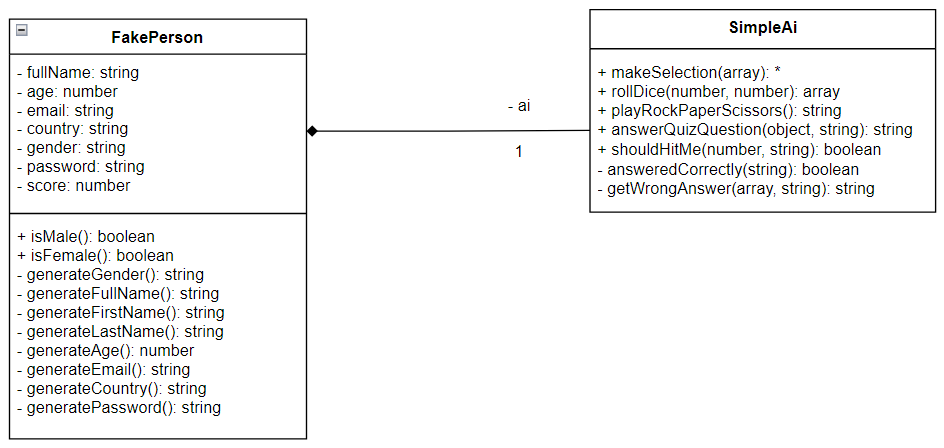 FakePerson
- fullName: string
- age: number
- email: string
- country: string
- gender: string
- password: string
- score: number
+ isMale(): boolean
+ isFemale(): boolean
- generateGender(): string
- generateFullName(): string
- generateFirstName(): string
- generateLastName(): string
- generateAge(): number
- generateEmail(): string
- generateCountry(): string
- generatePassword(): string
- ai
1
SimpleAi
+ makeSelection(array): *
+ rollDice(number, number): array
+ playRockPaperScissors(): string
+ answerQuizQuestion(object, string): string
+ shouldHitMe(number, string): boolean
- answeredCorrectly(string): boolean
- getWrongAnswer(array, string): string